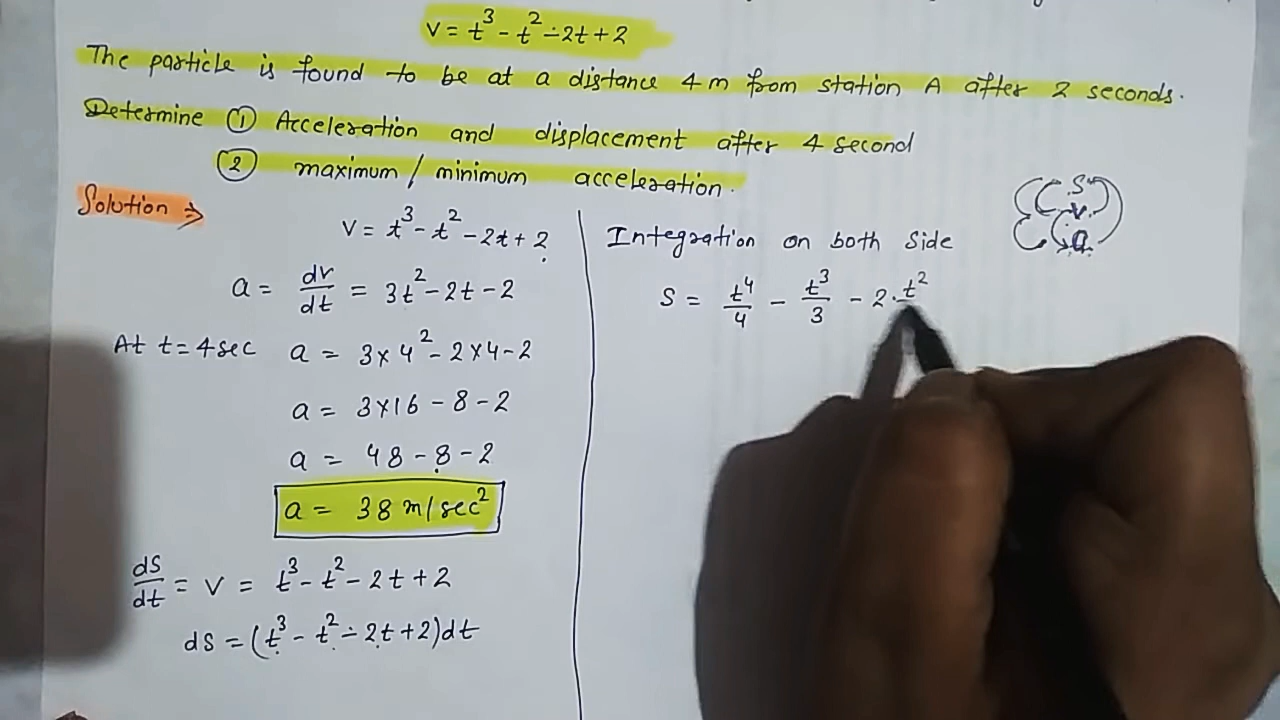 v = t³ - t² - 2t + 2
The particle is found to be at a distance 4 m from station A after 2 seconds.
Determine ① Acceleration and displacement after 4 second
② maximum / minimum acceleration.
Solution ⇒
v = t³ - t² - 2t + 2
a = dv/dt = 3t² - 2t - 2
At t = 4 sec a = 3 × 4² - 2 × 4 - 2
a = 3 × 16 - 8 - 2
a = 48 - 8 - 2
a = 38 m/sec²
dS/dt = v = t³ - t² - 2t + 2
dS = (t³ - t² - 2t + 2) dt
Integration on both side
S = t⁴/4 - t³/3 - 2 · t²
S
v
a